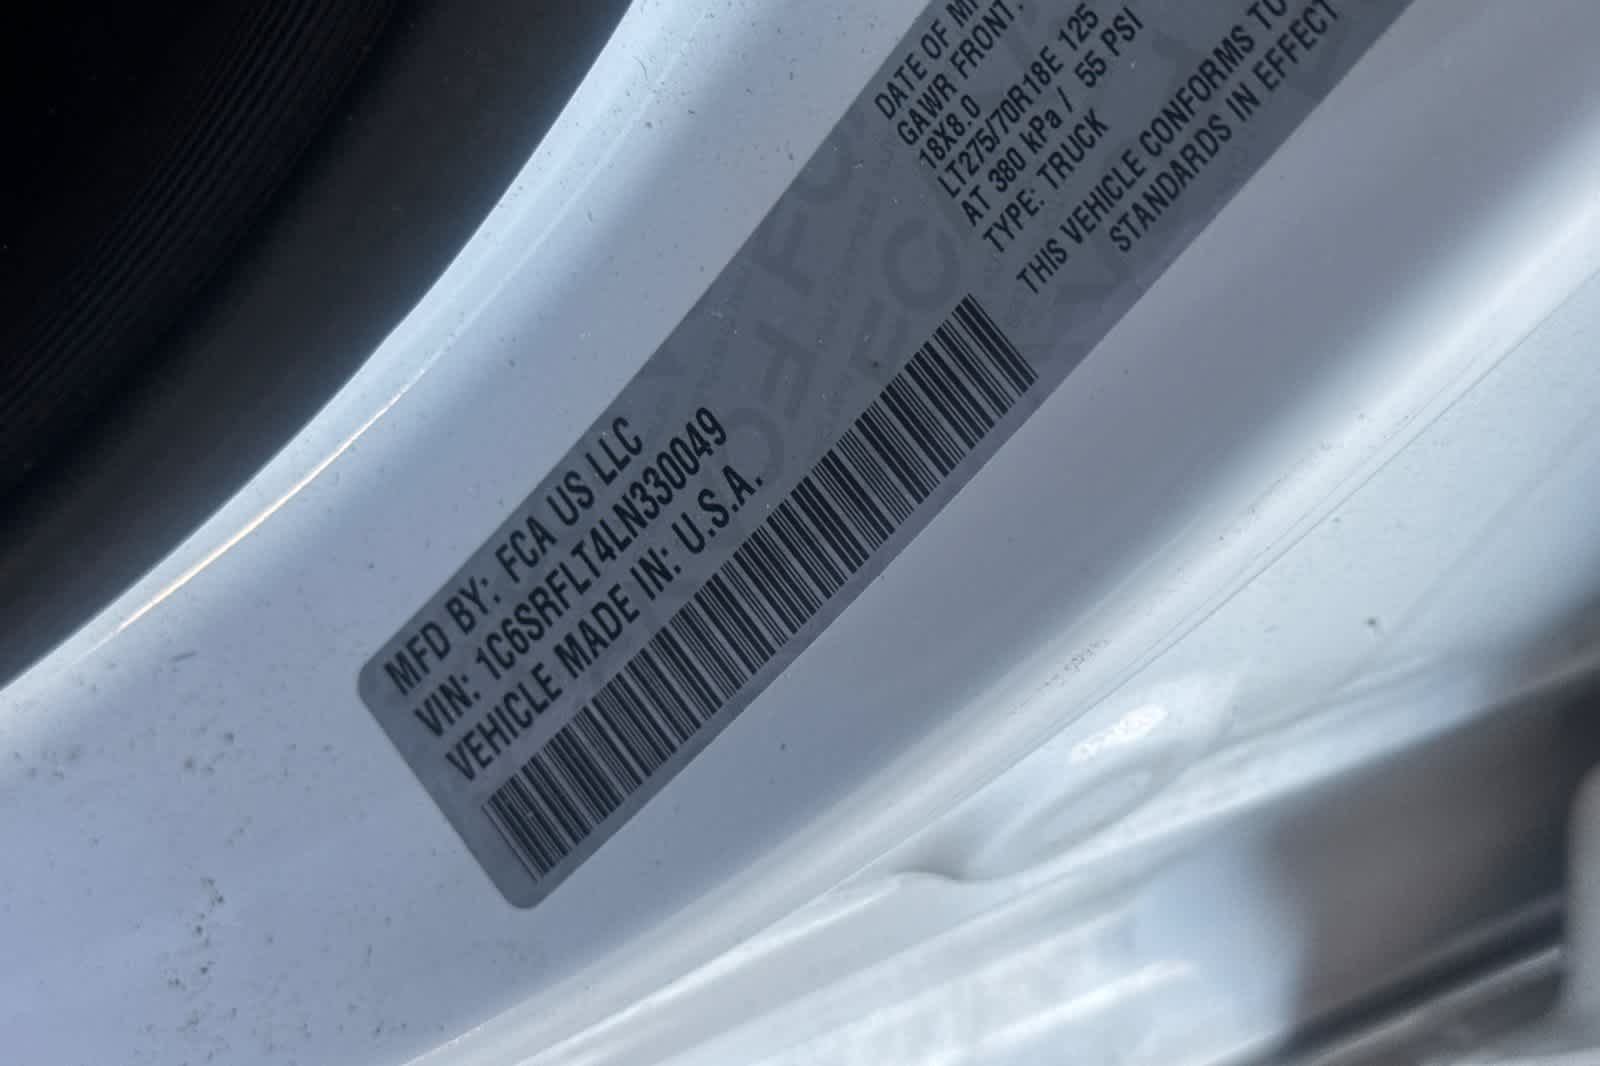 MFD BY: FCA US LLC
VIN: 1C6SRFLT4LN330049
VEHICLE MADE IN: U.S.A.
DATE OF
GAWR FRONT:
18X8.0
LT275/70R18E 125
AT 380 kPa / 55 PSI
TYPE: TRUCK
THIS VEHICLE CONFORMS TO
STANDARDS IN EFFECT